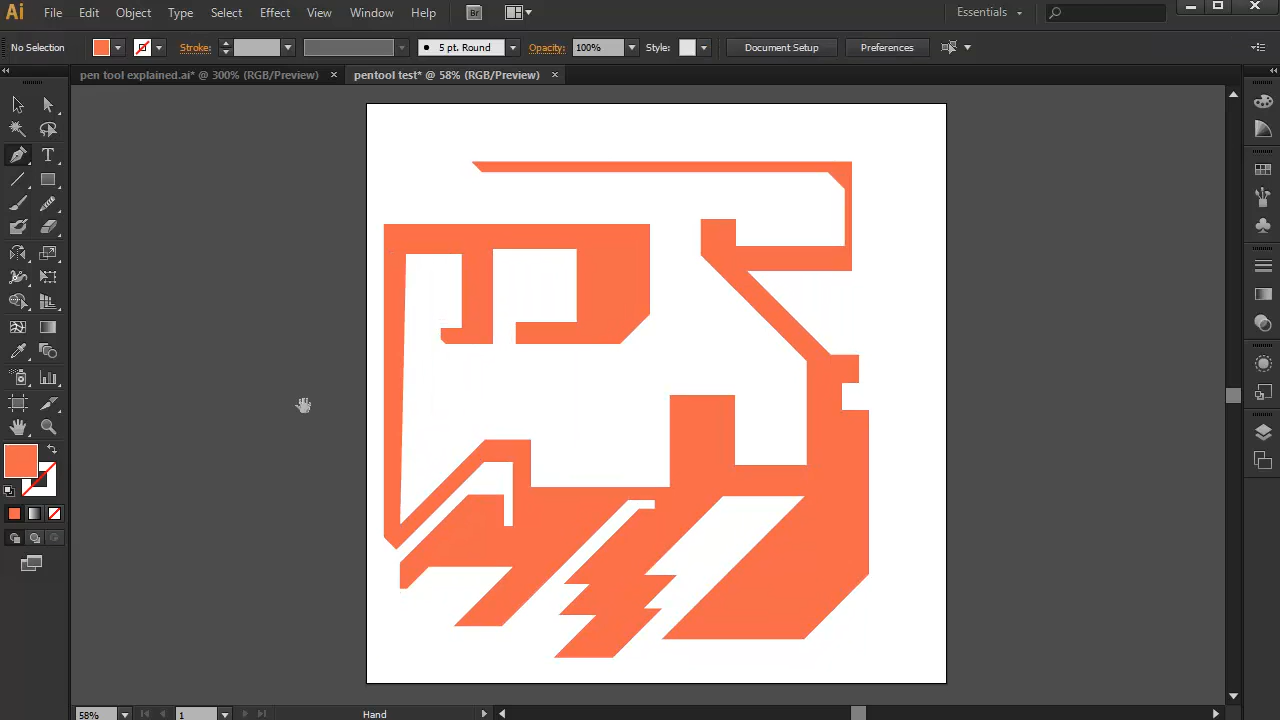 Ai File Edit Object Type Select Effect View Window Help Br Essentials
No Selection Stroke: 5 pt. Round Opacity: 100% Style: Document Setup Preferences
pen tool explained.ai* @ 300% (RGB/Preview) × pentool test* @ 58% (RGB/Preview) ×
T
58% 1 Hand